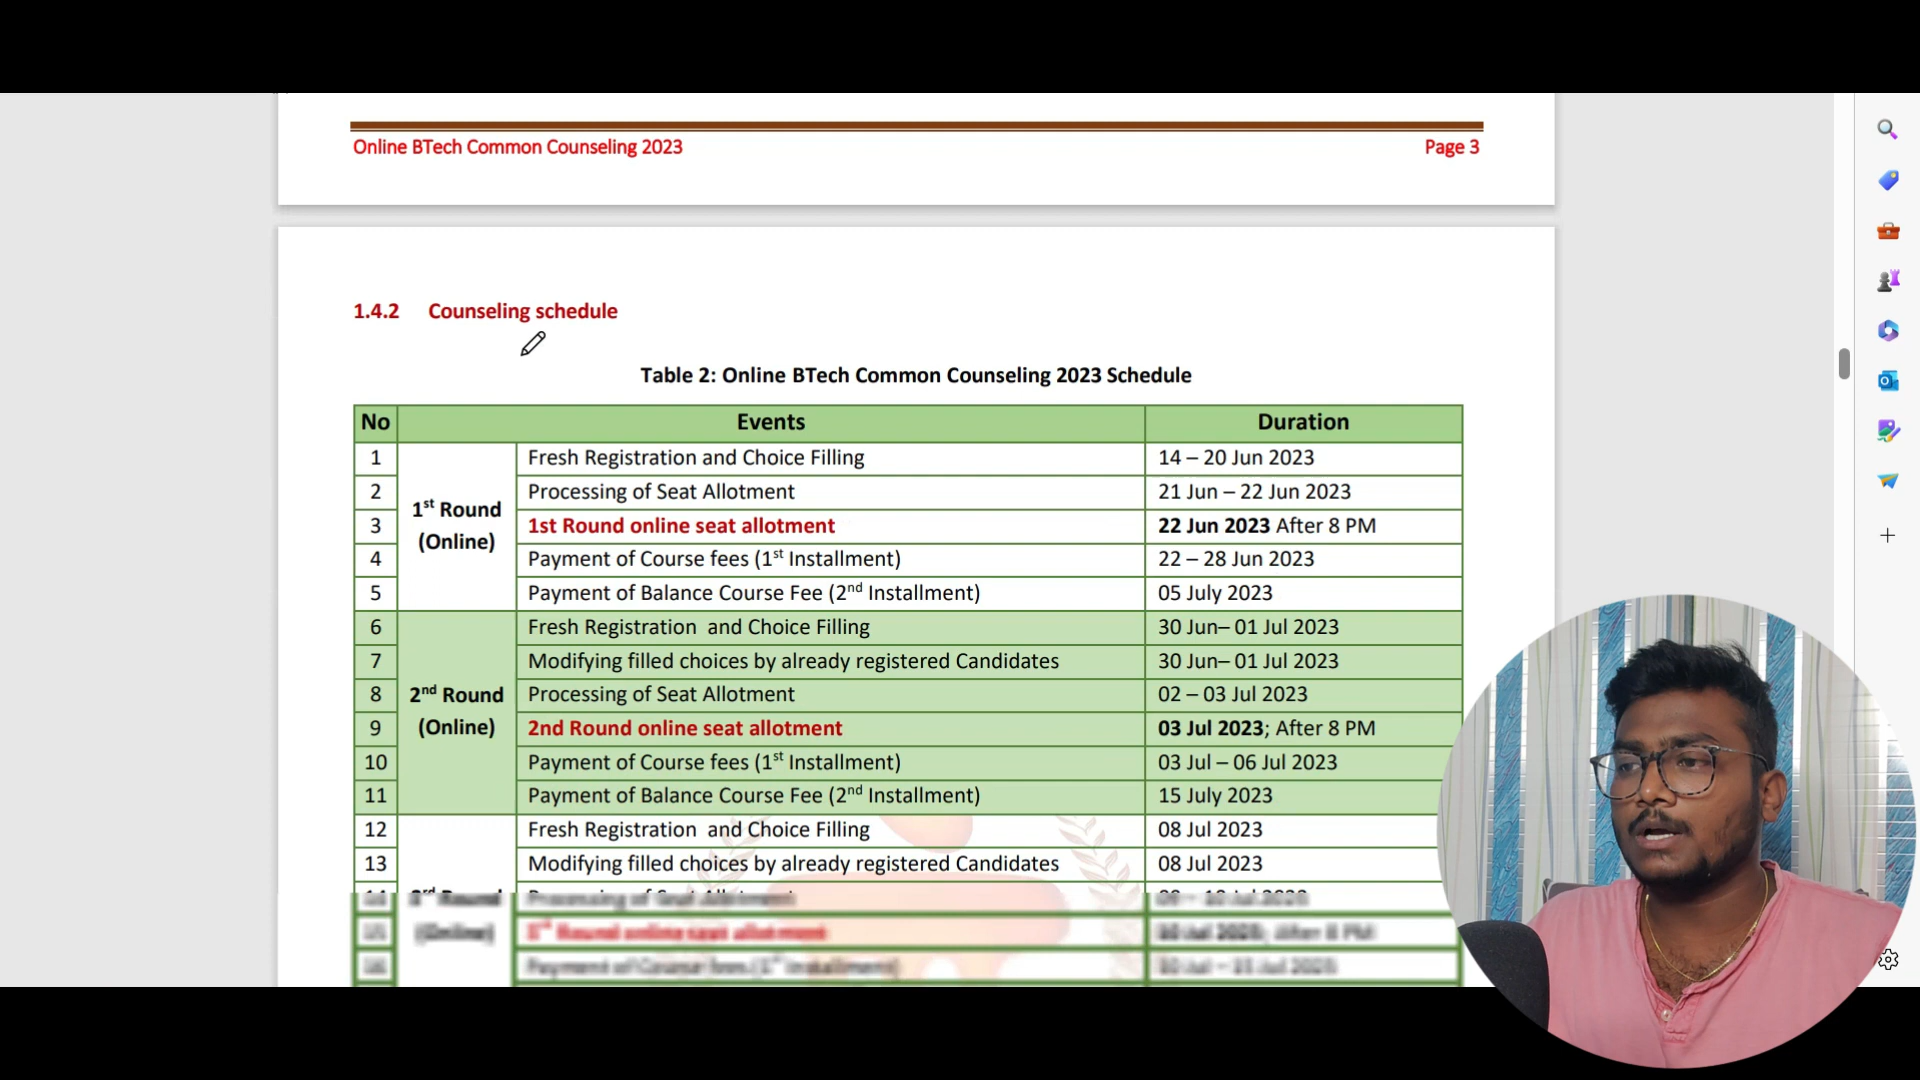 Online BTech Common Counseling 2023 Page 3
1.4.2 Counseling schedule
Table 2: Online BTech Common Counseling 2023 Schedule
No Events Duration
1st Round (Online)
1 Fresh Registration and Choice Filling 14 – 20 Jun 2023
2 Processing of Seat Allotment 21 Jun – 22 Jun 2023
3 1st Round online seat allotment 22 Jun 2023 After 8 PM
4 Payment of Course fees (1st Installment) 22 – 28 Jun 2023
5 Payment of Balance Course Fee (2nd Installment) 05 July 2023
2nd Round (Online)
6 Fresh Registration and Choice Filling 30 Jun– 01 Jul 2023
7 Modifying filled choices by already registered Candidates 30 Jun– 01 Jul 2023
8 Processing of Seat Allotment 02 – 03 Jul 2023
9 2nd Round online seat allotment 03 Jul 2023; After 8 PM
10 Payment of Course fees (1st Installment) 03 Jul – 06 Jul 2023
11 Payment of Balance Course Fee (2nd Installment) 15 July 2023
12 Fresh Registration and Choice Filling 08 Jul 2023
13 Modifying filled choices by already registered Candidates 08 Jul 2023